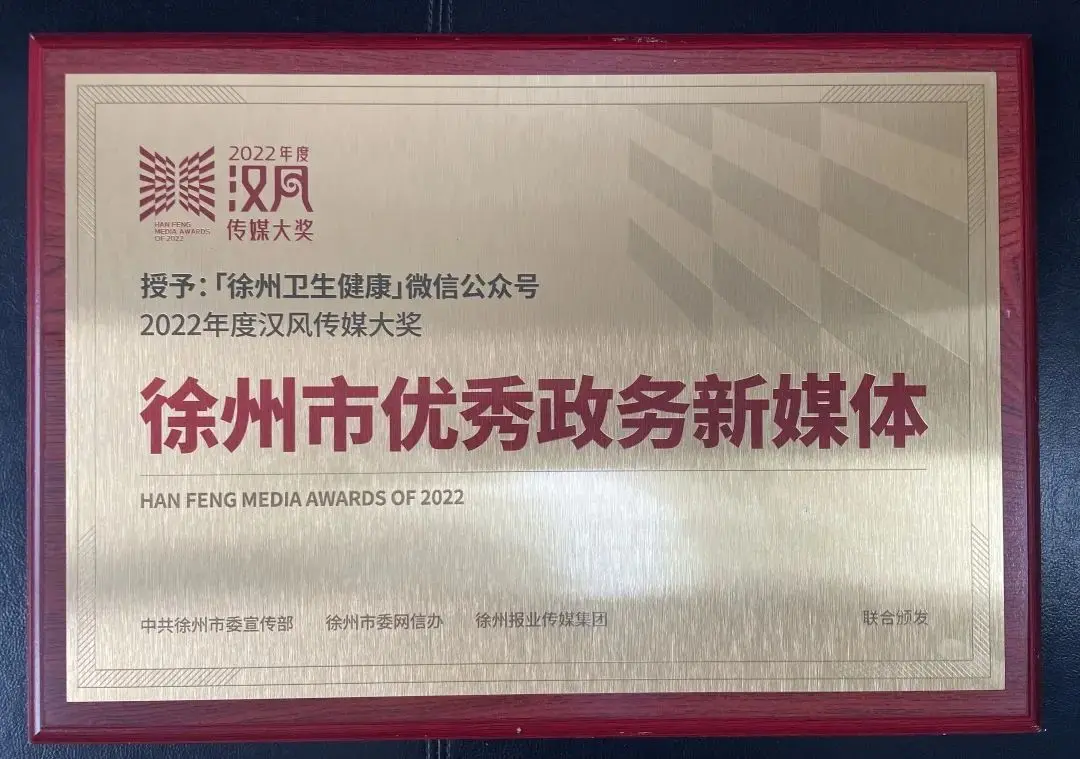 2022年度
汉风
传媒大奖
HAN FENG
MEDIA AWARDS
OF 2022
授予:「徐州卫生健康」微信公众号
2022年度汉风传媒大奖
徐州市优秀政务新媒体
HAN FENG MEDIA AWARDS OF 2022
中共徐州市委宣传部 徐州市委网信办 徐州报业传媒集团 联合颁发